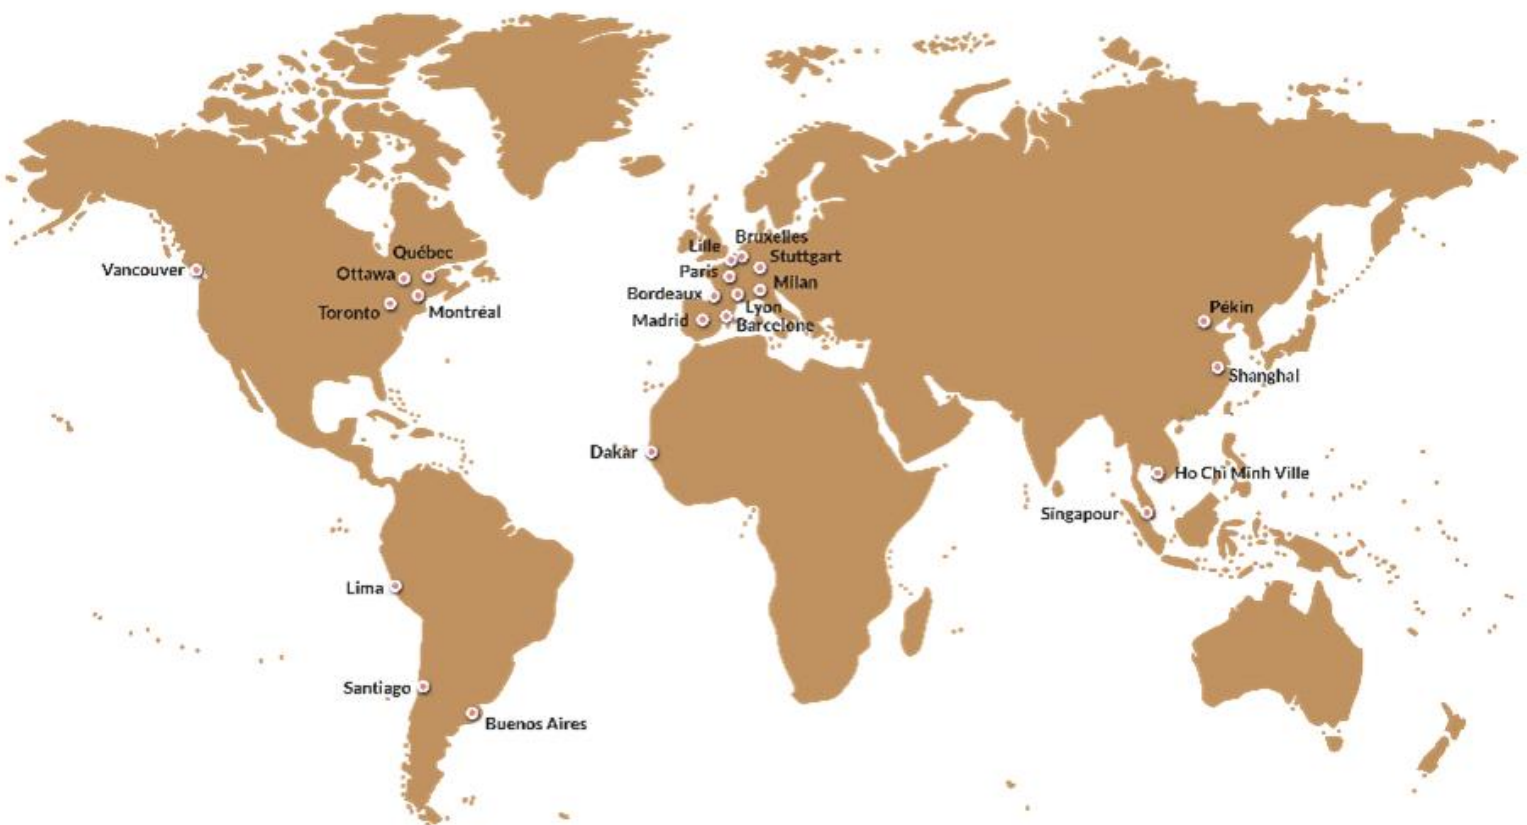 Bruxelles
Lille
Québec
Stuttgart
Vancouver
Ottawa
Paris
Milan
Bordeaux
Pékin
Lyon
Toronto
Montréal
Madrid
Barcelone
Shanghai
Dakar
Ho Chi Minh Ville
Singapour
Lima
Santiago
Buenos Aires